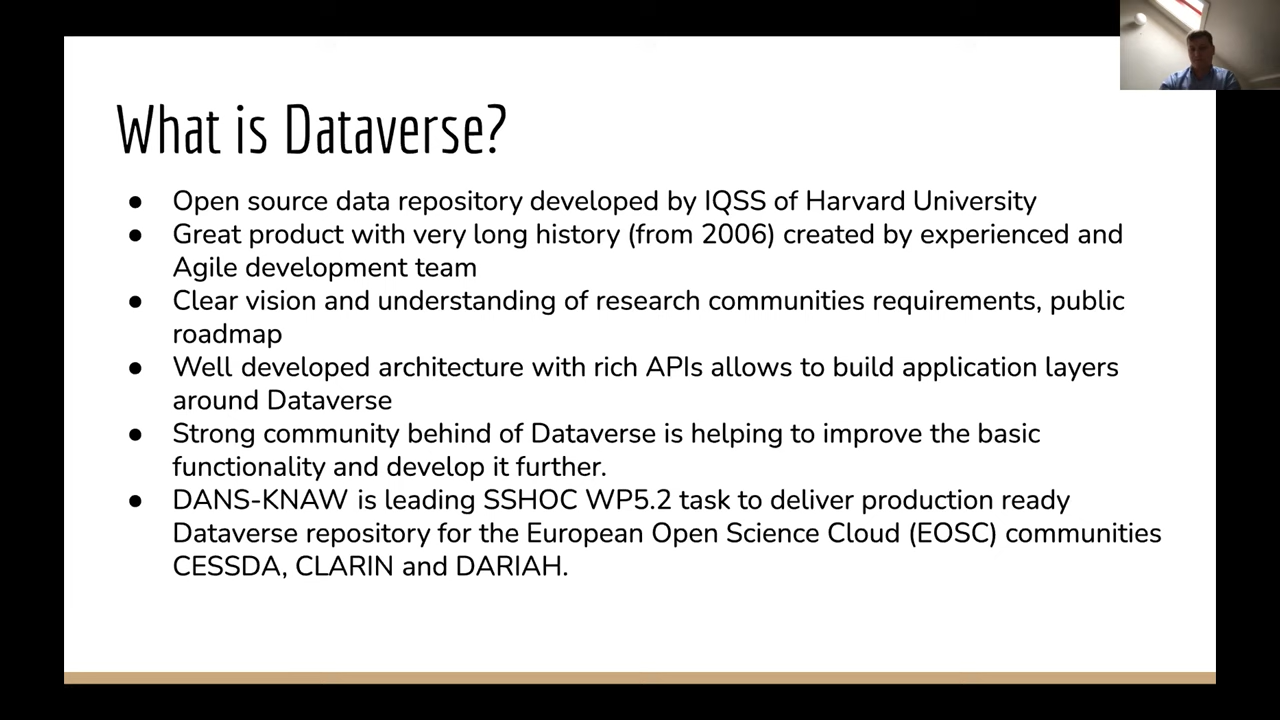 What is Dataverse?
● Open source data repository developed by IQSS of Harvard University
● Great product with very long history (from 2006) created by experienced and
Agile development team
● Clear vision and understanding of research communities requirements, public
roadmap
● Well developed architecture with rich APIs allows to build application layers
around Dataverse
● Strong community behind of Dataverse is helping to improve the basic
functionality and develop it further.
● DANS-KNAW is leading SSHOC WP5.2 task to deliver production ready
Dataverse repository for the European Open Science Cloud (EOSC) communities
CESSDA, CLARIN and DARIAH.